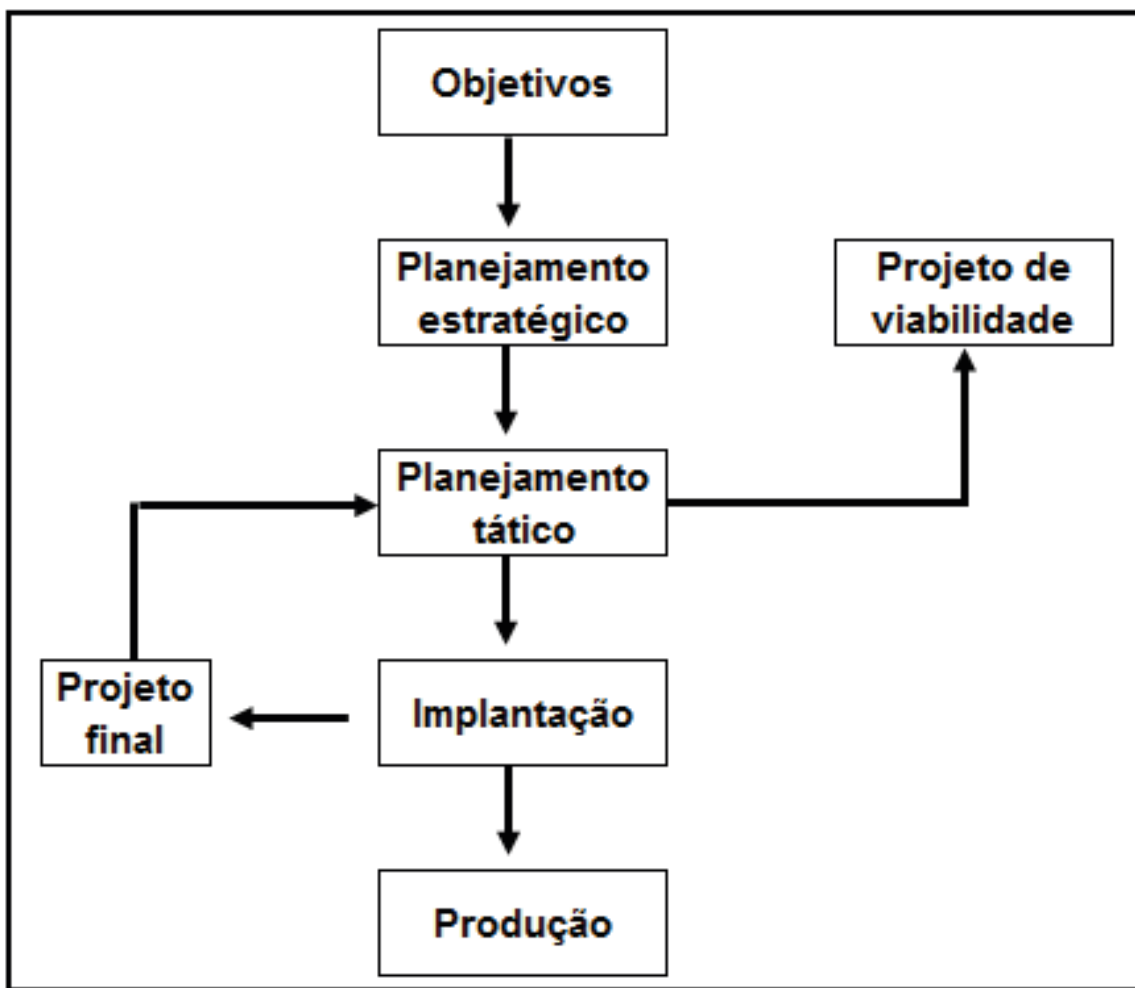 Objetivos
Planejamento
estratégico
Projeto de
viabilidade
Planejamento
tático
Projeto
final
Implantação
Produção